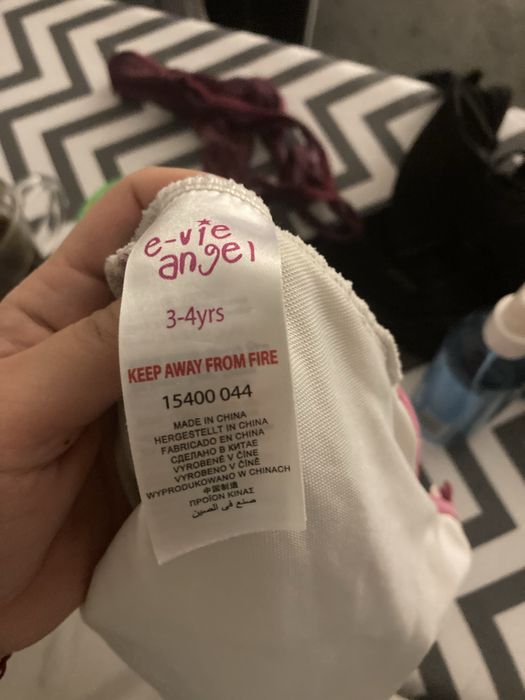 e-vie
angel
3-4yrs
KEEP AWAY FROM FIRE
15400 044
MADE IN CHINA
HERGESTELLT IN CHINA
FABRICADO EN CHINA
СДЕЛАНО В КИТАЕ
VYROBENÉ V ČÍNE
VYROBENO V ČÍNĚ
WYPRODUKOWANO W CHINACH
中国制造
ΠΡΟΪΟΝ ΚΙΝΑΣ
صنع في الصين